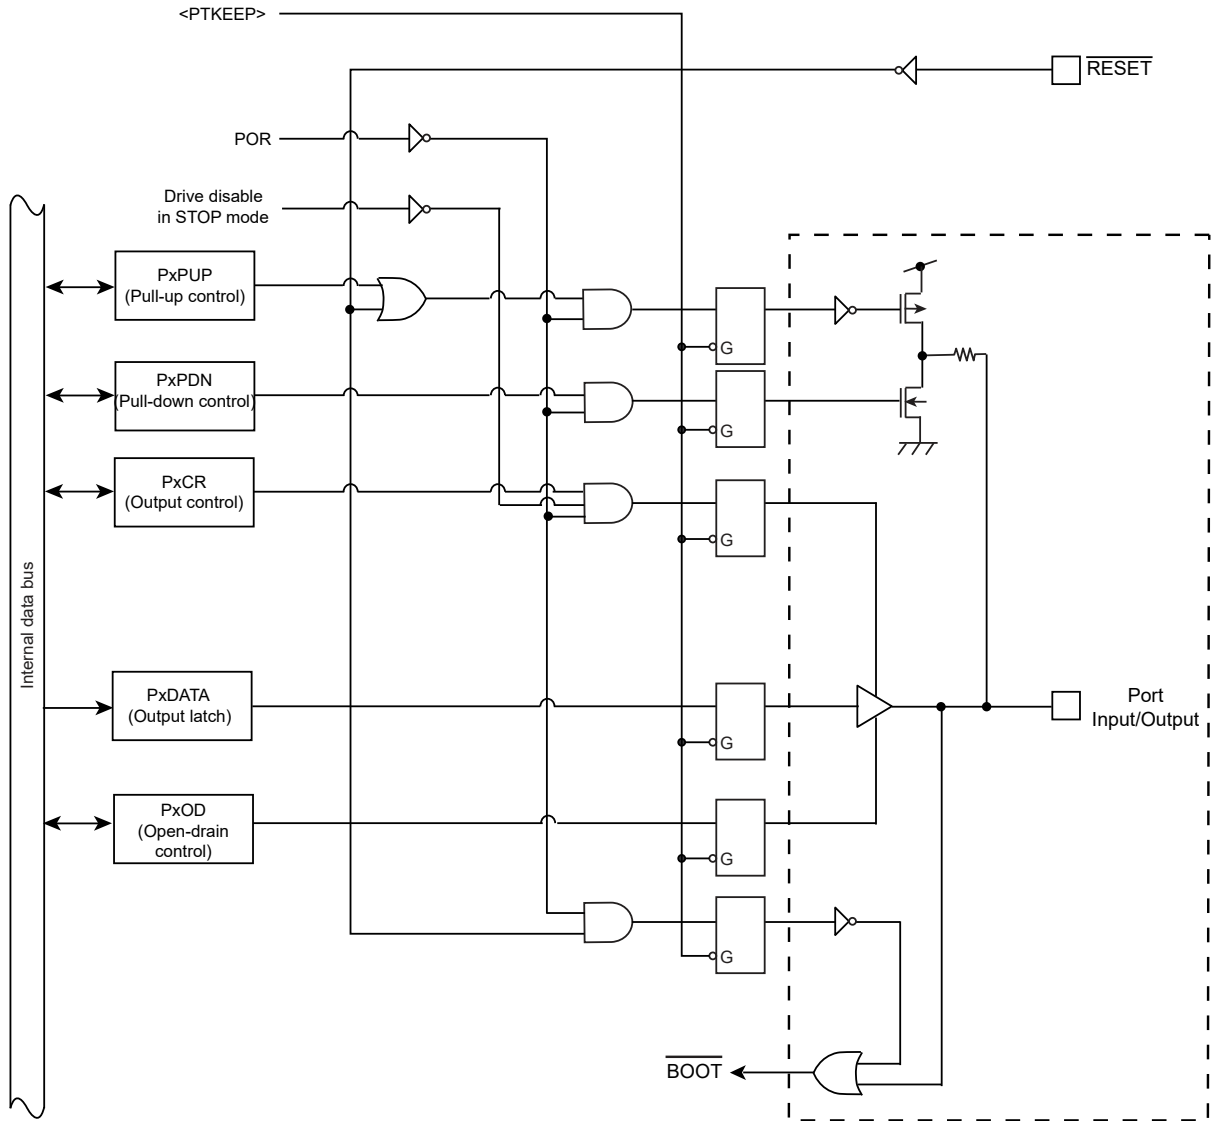 <PTKEEP>
RESET
POR
Drive disable
in STOP mode
PxPUP
(Pull-up control)
G
PxPDN
(Pull-down control)
G
PxCR
(Output control)
G
Internal data bus
PxDATA
(Output latch)
G
Port
Input/Output
PxOD
(Open-drain
control)
G
G
BOOT